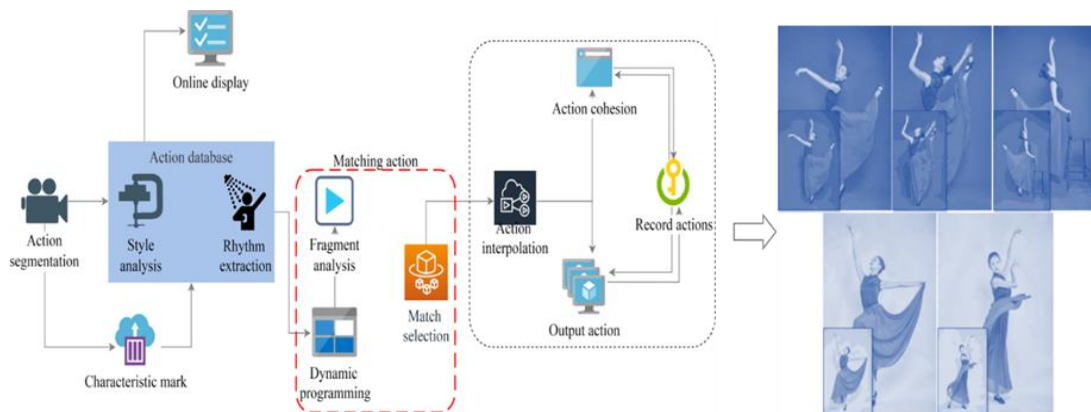 Online display
Action database
Matching action
Action
segmentation
Style
analysis
Rhythm
extraction
Characteristic mark
Fragment
analysis
Dynamic
programming
Match
selection
Action
interpolation
Action cohesion
Record actions
Output action